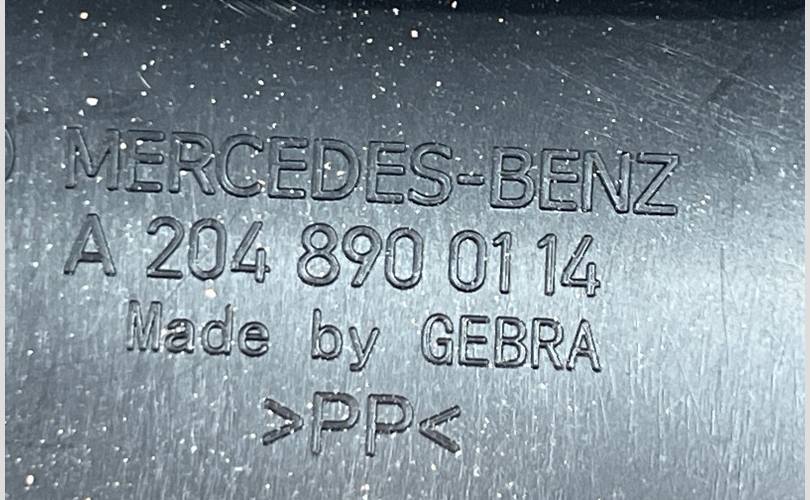 MERCEDES-BENZ
A 204 890 01 14
Made by GEBRA
>PP<